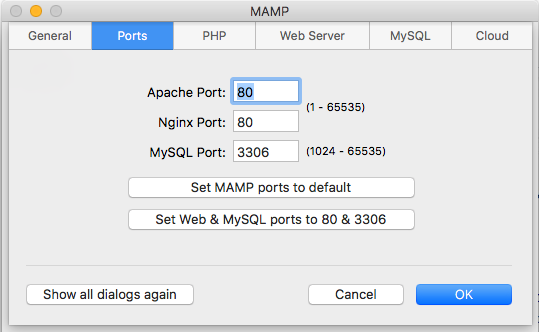 MAMP
General Ports PHP Web Server MySQL Cloud
Apache Port: 80
(1 - 65535)
Nginx Port: 80
MySQL Port: 3306 (1024 - 65535)
Set MAMP ports to default
Set Web & MySQL ports to 80 & 3306
Show all dialogs again Cancel OK